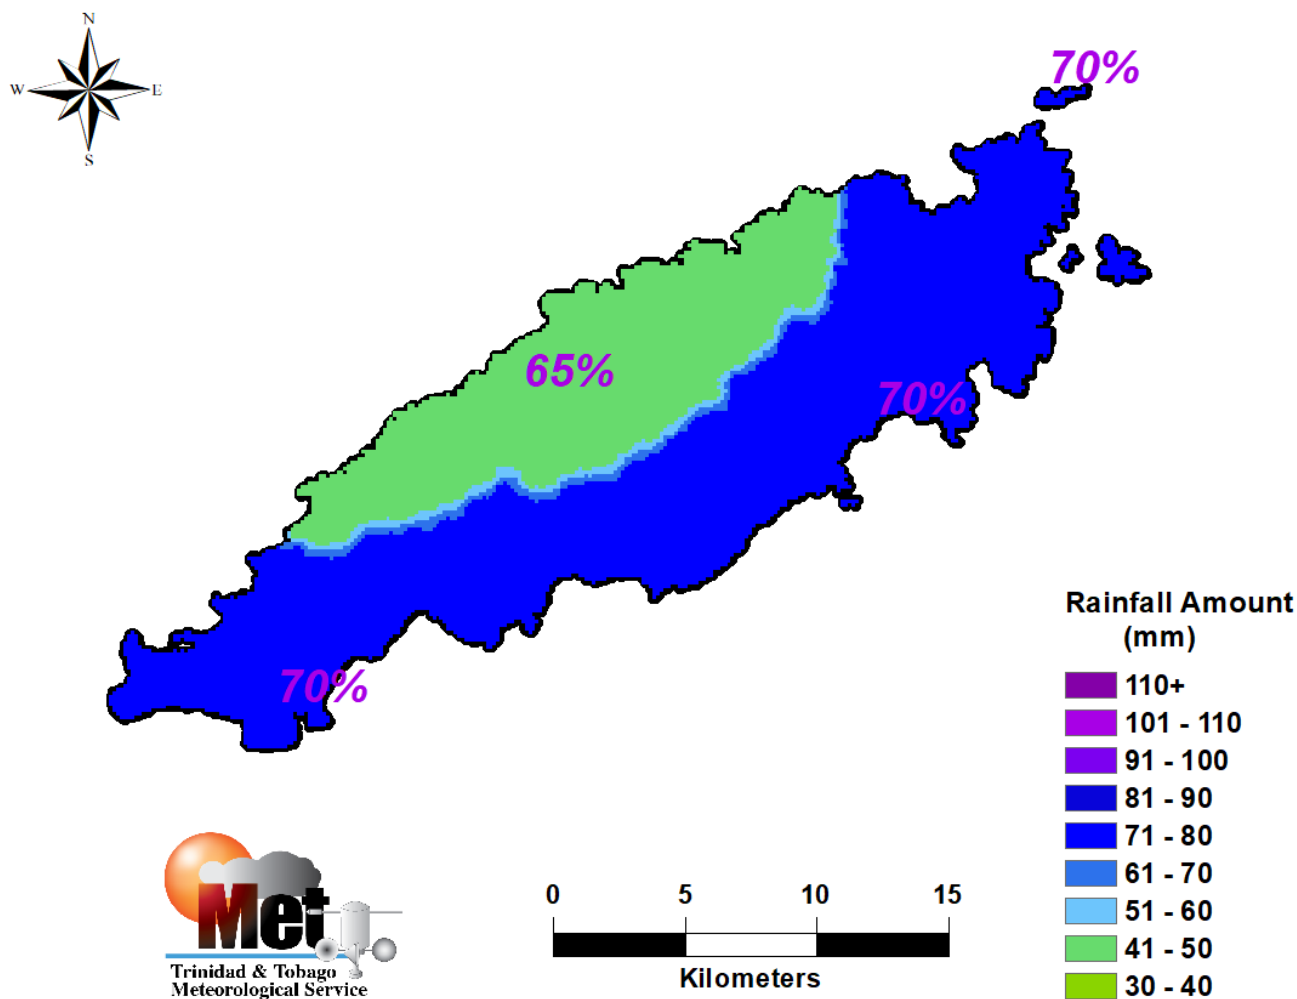 N
W
E
S
70%
65%
70%
70%
Rainfall Amount
(mm)
110+
101 - 110
91 - 100
81 - 90
71 - 80
61 - 70
51 - 60
41 - 50
30 - 40
0 5 10 15
Kilometers
Met
Trinidad & Tobago
Meteorological Service